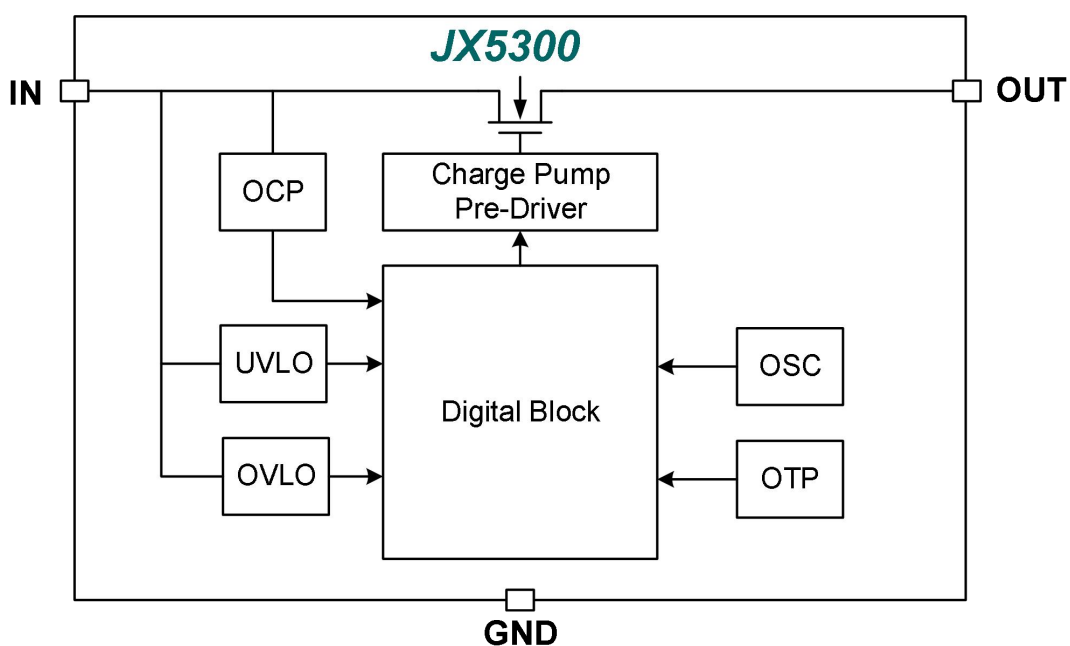 JX5300
IN
OUT
OCP
Charge Pump
Pre-Driver
UVLO
OSC
Digital Block
OVLO
OTP
GND